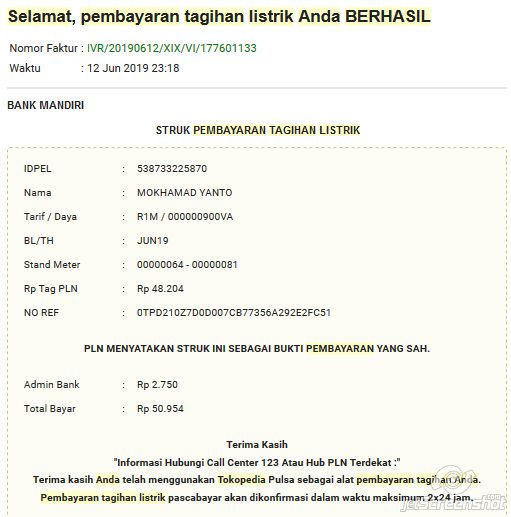 Selamat, pembayaran tagihan listrik Anda BERHASIL
Nomor Faktur : IVR/20190612/XIX/VI/177601133
Waktu : 12 Jun 2019 23:18
BANK MANDIRI
STRUK PEMBAYARAN TAGIHAN LISTRIK
IDPEL : 538733225870
Nama : MOKHAMAD YANTO
Tarif / Daya : R1M / 000000900VA
BL/TH : JUN19
Stand Meter : 00000064 - 00000081
Rp Tag PLN : Rp 48.204
NO REF : 0TPD210Z7D0D007CB77356A292E2FC51
PLN MENYATAKAN STRUK INI SEBAGAI BUKTI PEMBAYARAN YANG SAH.
Admin Bank : Rp 2.750
Total Bayar : Rp 50.954
Terima Kasih
"Informasi Hubungi Call Center 123 Atau Hub PLN Terdekat :"
Terima kasih Anda telah menggunakan Tokopedia Pulsa sebagai alat pembayaran tagihan Anda.
Pembayaran tagihan listrik pascabayar akan dikonfirmasi dalam waktu maksimum 2x24 jam.
jetscreenshot